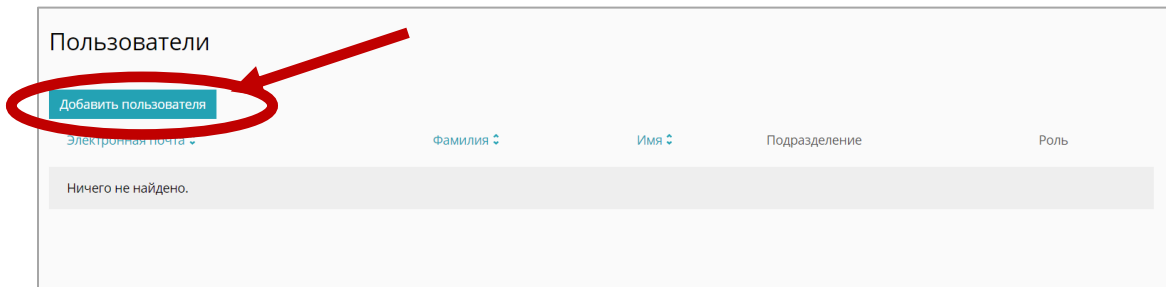 Пользователи
Добавить пользователя
Электронная почта Фамилия Имя Подразделение Роль
Ничего не найдено.